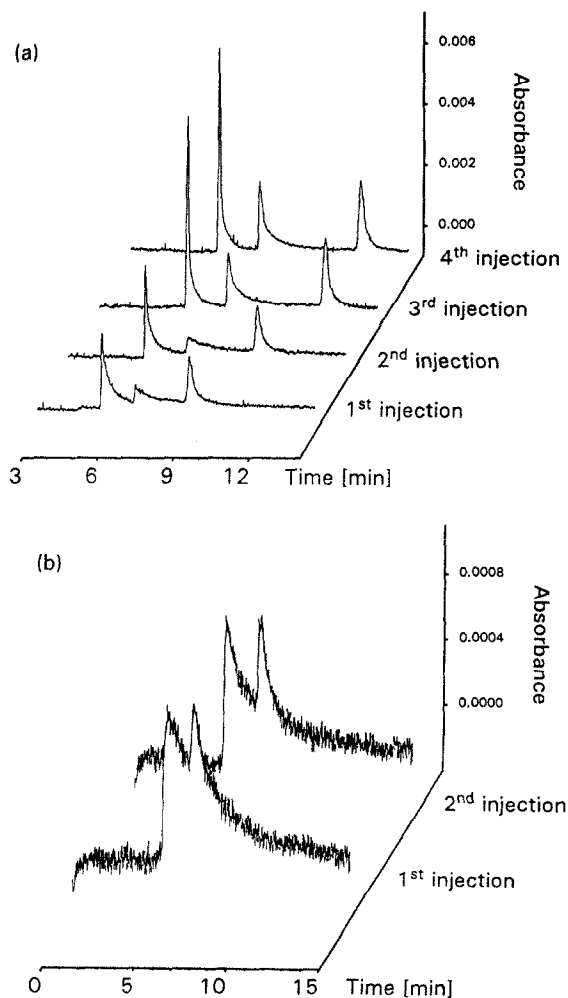 (a)
0.006
0.004
0.002
0.000
Absorbance
4th injection
3rd injection
2nd injection
1st injection
3 6 9 12 Time [min]
(b)
0.0008
0.0004
0.0000
Absorbance
2nd injection
1st injection
0 5 10 15 Time [min]